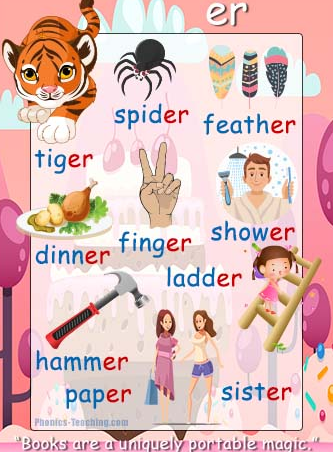 er
spider
feather
tiger
shower
finger
dinner
ladder
hammer
paper
sister
Phonics-Teaching.com
"Books are a uniquely portable magic."